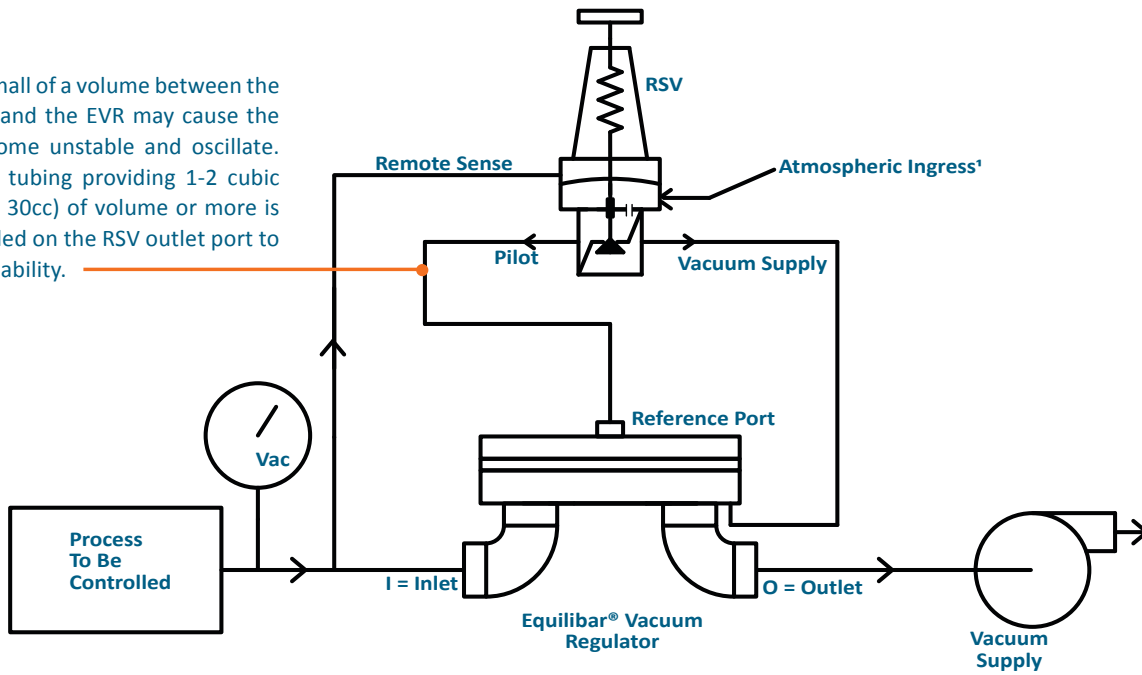 RSV
mall of a volume between the
and the EVR may cause the
ome unstable and oscillate.
tubing providing 1-2 cubic
30cc) of volume or more is
led on the RSV outlet port to
ability.
Remote Sense
Atmospheric Ingress¹
Pilot
Vacuum Supply
Reference Port
Vac
Process
To Be
Controlled
I = Inlet
O = Outlet
Equilibar® Vacuum
Regulator
Vacuum
Supply